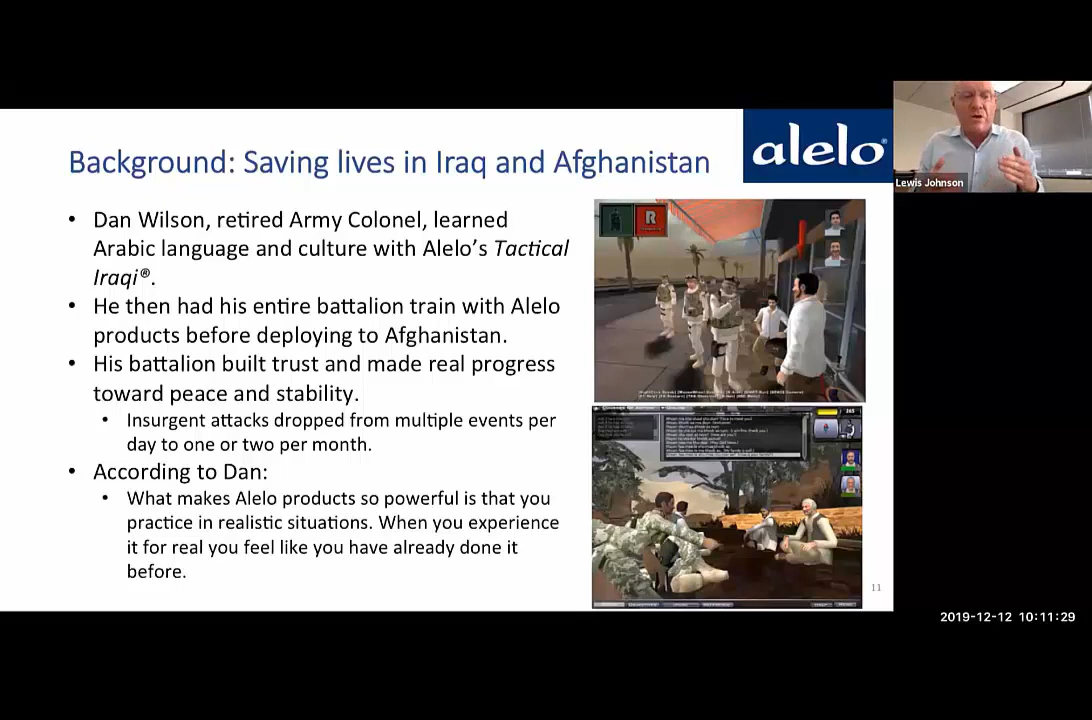 Background: Saving lives in Iraq and Afghanistan
alelo®
Lewis Johnson
• Dan Wilson, retired Army Colonel, learned
Arabic language and culture with Alelo's Tactical
Iraqi®.
• He then had his entire battalion train with Alelo
products before deploying to Afghanistan.
• His battalion built trust and made real progress
toward peace and stability.
• Insurgent attacks dropped from multiple events per
day to one or two per month.
• According to Dan:
• What makes Alelo products so powerful is that you
practice in realistic situations. When you experience
it for real you feel like you have already done it
before.
R
11
2019-12-12 10:11:29